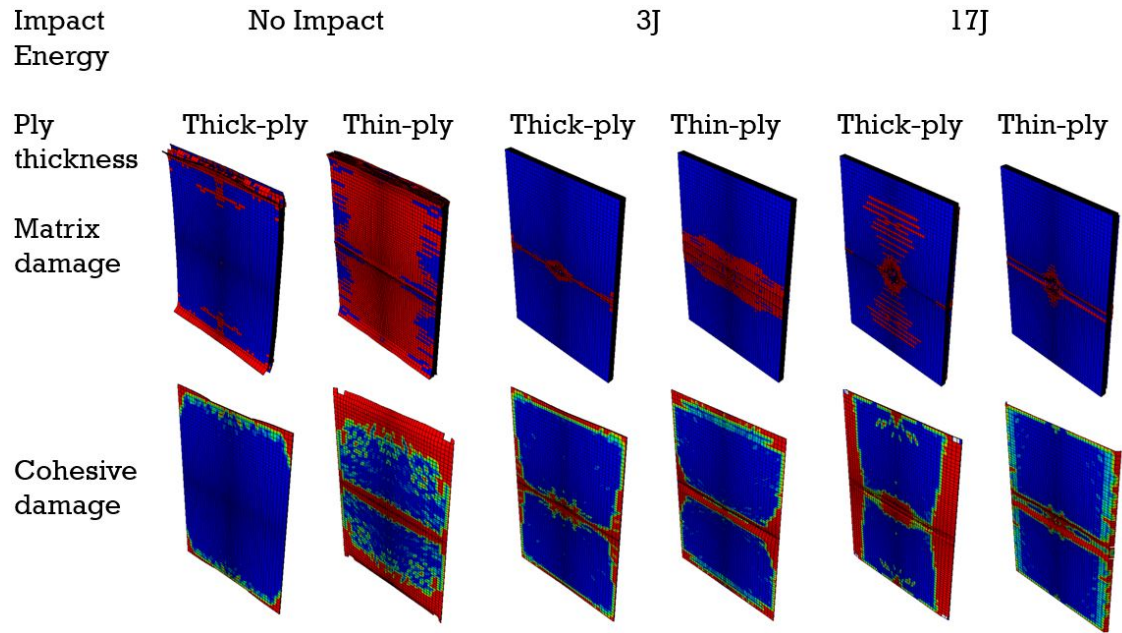 Impact Energy No Impact 3J 17J
Ply thickness Thick-ply Thin-ply Thick-ply Thin-ply Thick-ply Thin-ply
Matrix damage
Cohesive damage